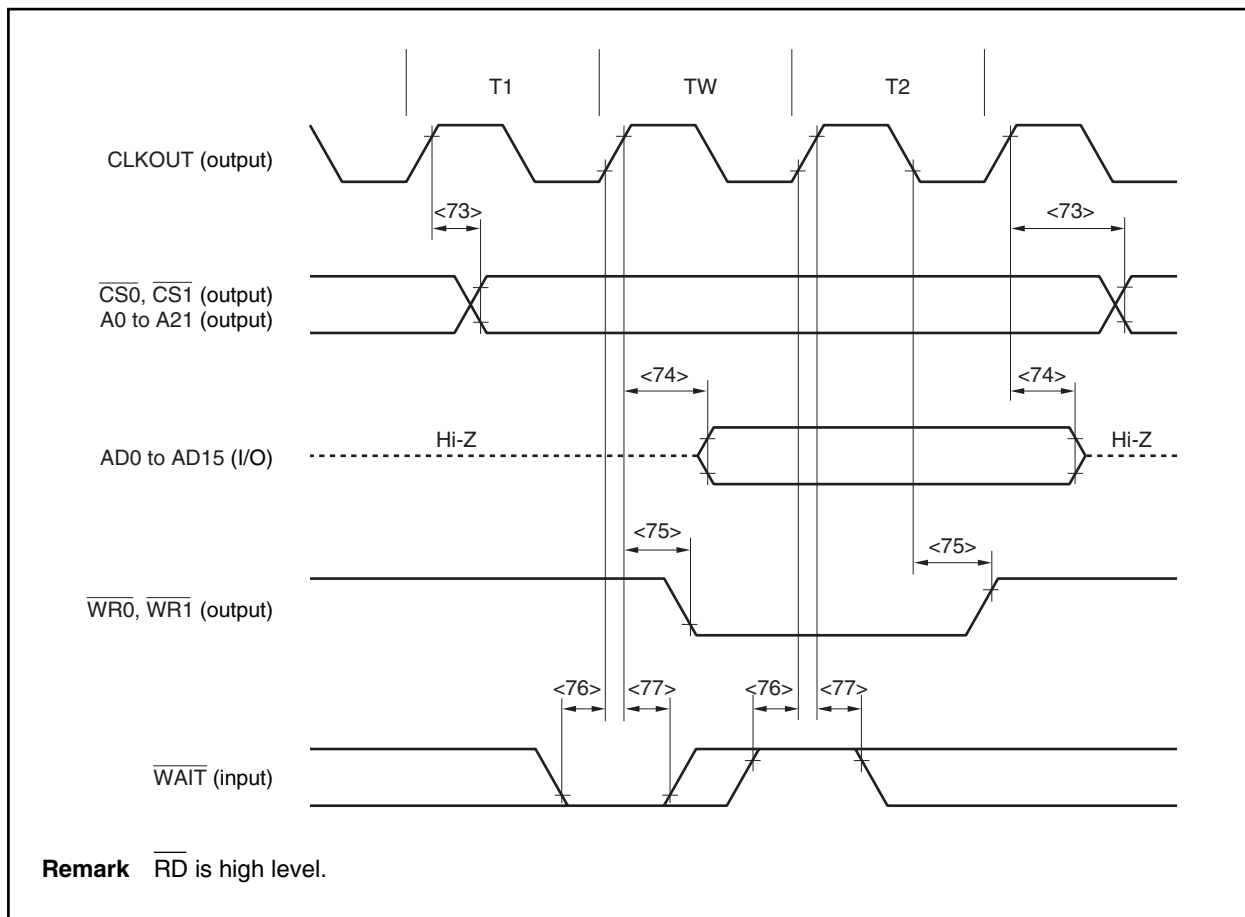 T1 TW T2
CLKOUT (output)
<73> <73>
CS0, CS1 (output)
A0 to A21 (output)
<74> <74>
Hi-Z Hi-Z
AD0 to AD15 (I/O)
<75> <75>
WR0, WR1 (output)
<76> <77> <76> <77>
WAIT (input)
Remark RD is high level.